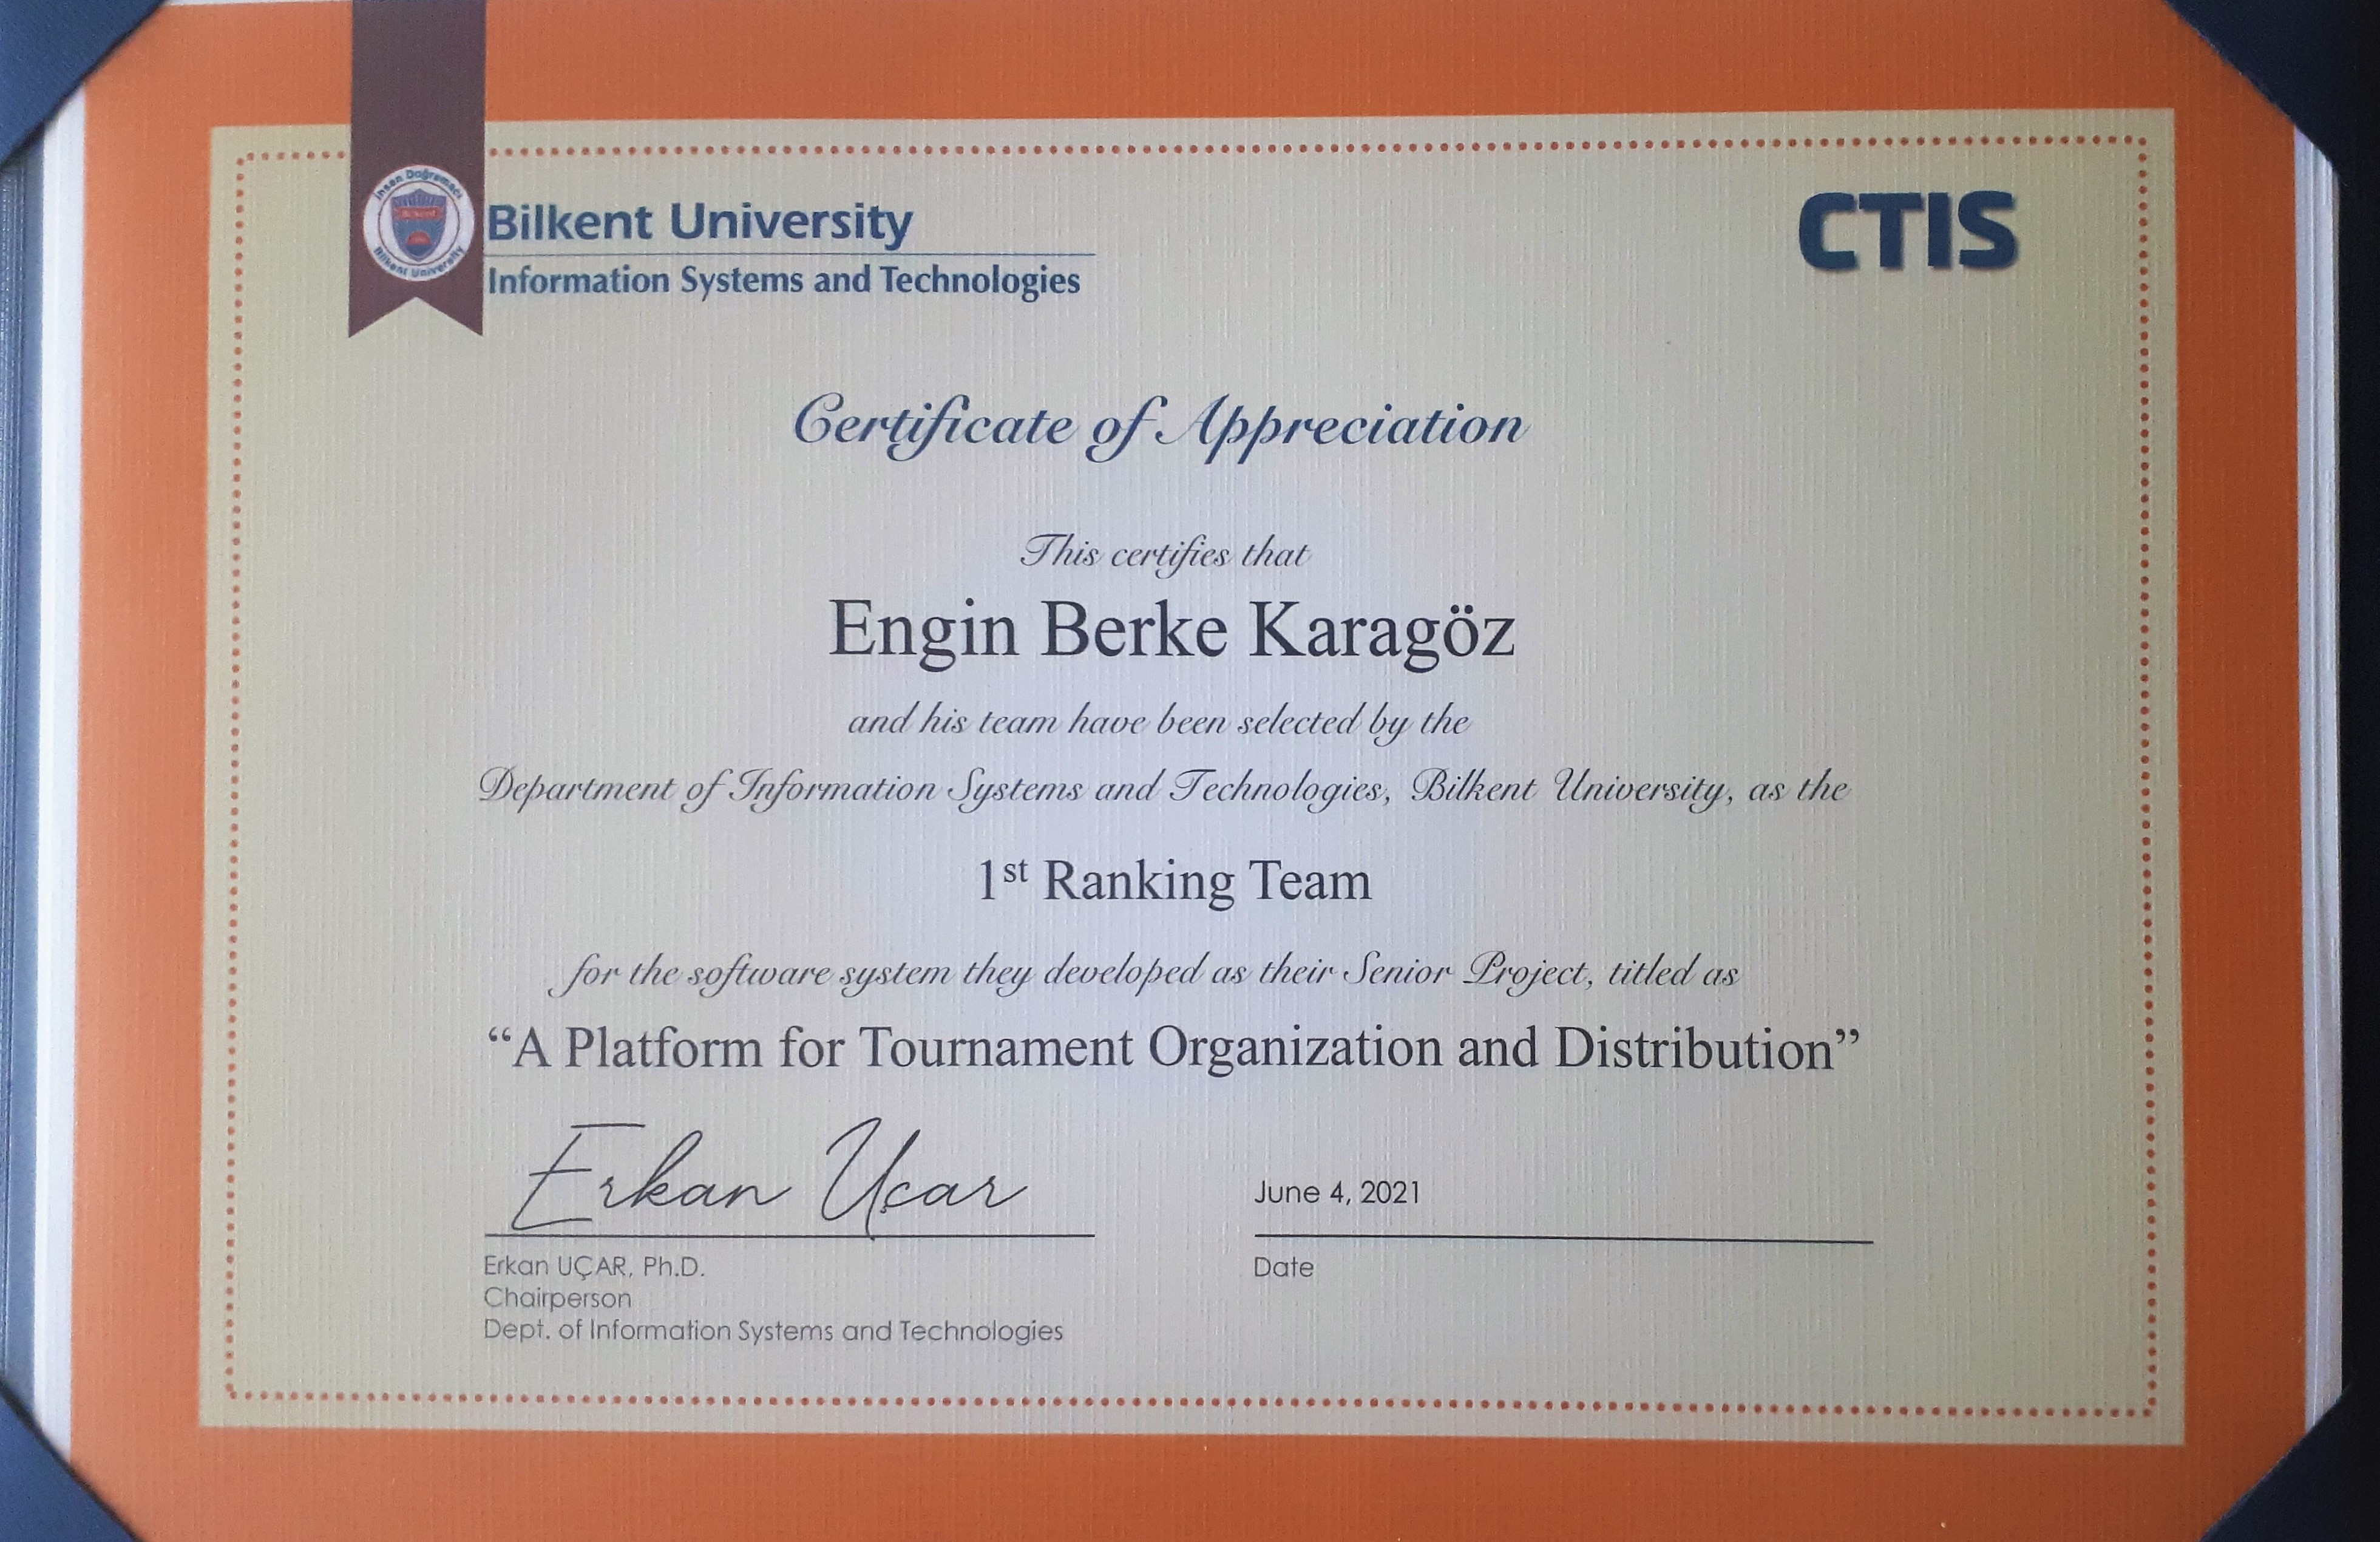 İhsan Doğramacı
Bilkent University
Bilkent University
Information Systems and Technologies
CTIS
Certificate of Appreciation
This certifies that
Engin Berke Karagöz
and his team have been selected by the
Department of Information Systems and Technologies, Bilkent University, as the
1st Ranking Team
for the software system they developed as their Senior Project, titled as
“A Platform for Tournament Organization and Distribution”
Erkan Uçar
June 4, 2021
Erkan UÇAR, Ph.D.
Date
Chairperson
Dept. of Information Systems and Technologies